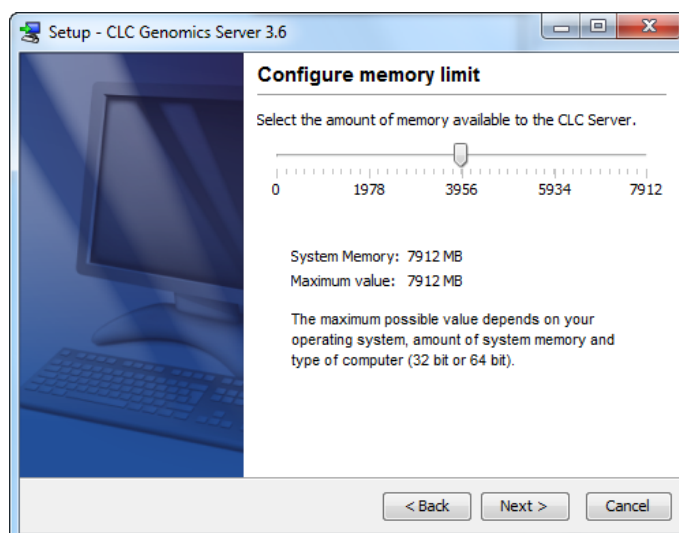 Setup - CLC Genomics Server 3.6
Configure memory limit
Select the amount of memory available to the CLC Server.
0 1978 3956 5934 7912
System Memory: 7912 MB
Maximum value: 7912 MB
The maximum possible value depends on your
operating system, amount of system memory and
type of computer (32 bit or 64 bit).
< Back Next > Cancel